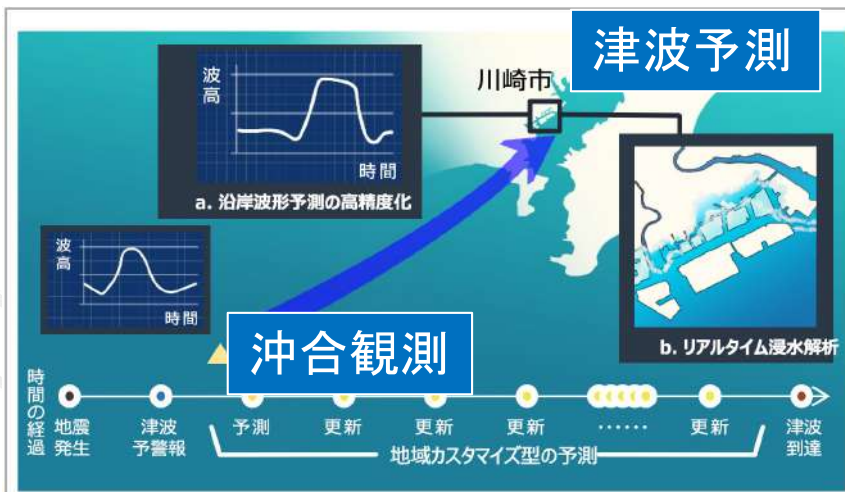 津波予測
川崎市
波高
時間
a. 沿岸波形予測の高精度化
波高
時間
b. リアルタイム浸水解析
沖合観測
時間の経過
地震発生
津波予警報
予測
更新
更新
更新
……
更新
津波到達
地域カスタマイズ型の予測